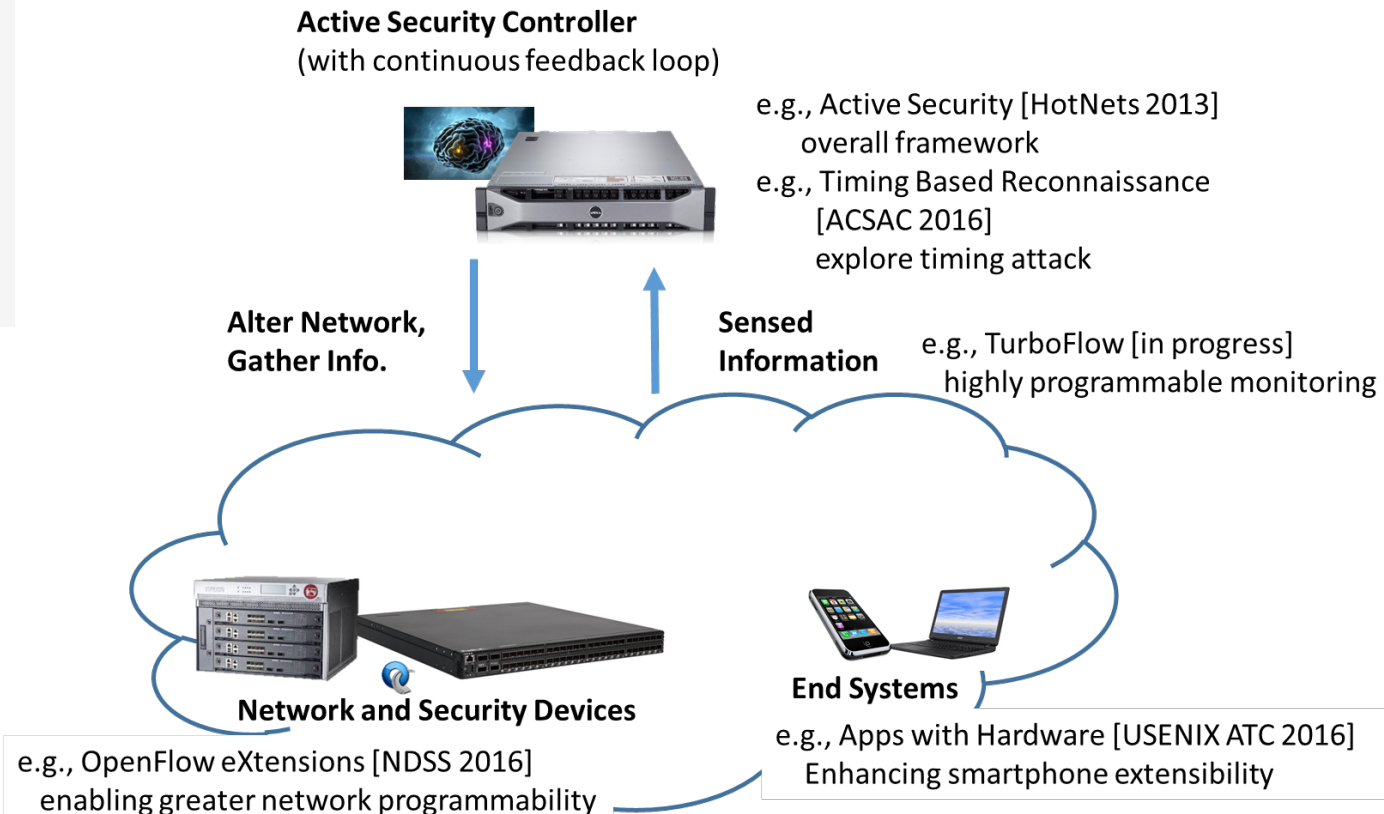 Active Security Controller
(with continuous feedback loop)
e.g., Active Security [HotNets 2013]
overall framework
e.g., Timing Based Reconnaissance
[ACSAC 2016]
explore timing attack
Alter Network,
Gather Info.
Sensed
Information
e.g., TurboFlow [in progress]
highly programmable monitoring
Network and Security Devices
End Systems
e.g., OpenFlow eXtensions [NDSS 2016]
enabling greater network programmability
e.g., Apps with Hardware [USENIX ATC 2016]
Enhancing smartphone extensibility